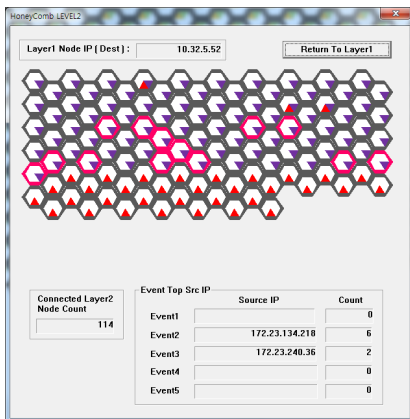 HoneyComb LEVEL2
Layer1 Node IP ( Dest ) : 10.32.5.52 Return To Layer1
Connected Layer2
Node Count
114
Event Top Src IP
Source IP Count
Event1 0
Event2 172.23.134.218 6
Event3 172.23.240.36 2
Event4 0
Event5 0